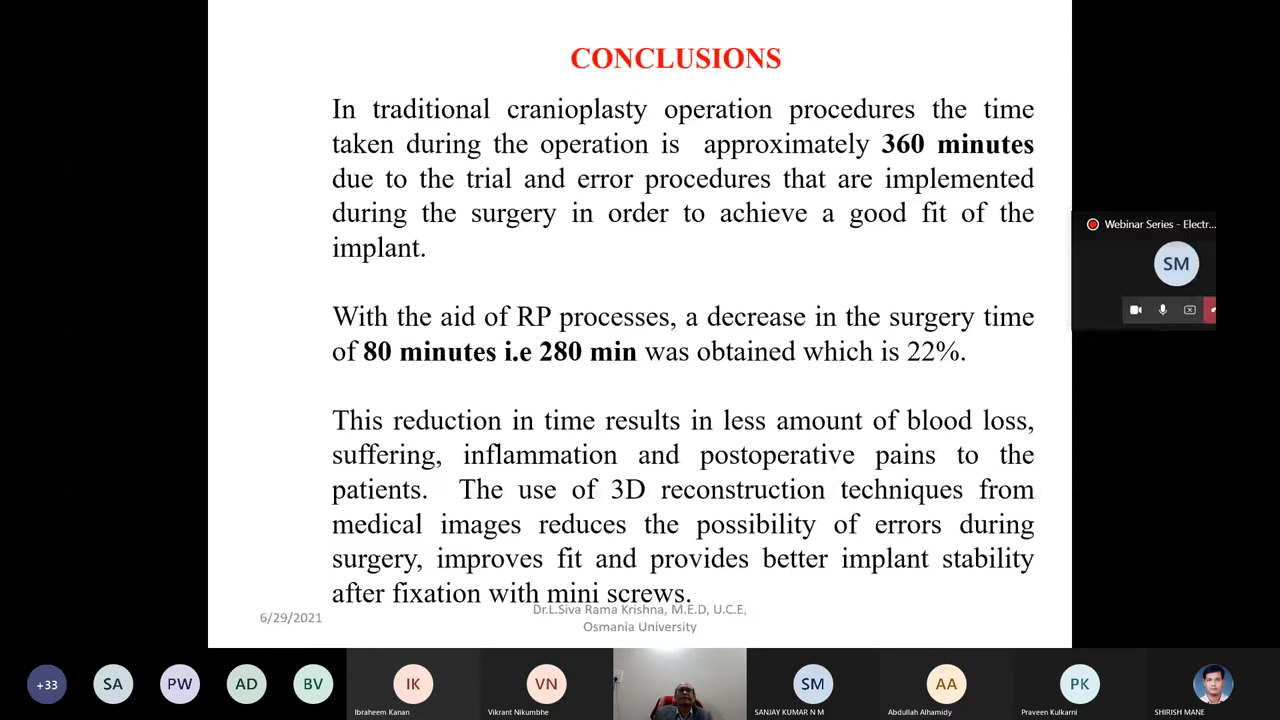 CONCLUSIONS
In traditional cranioplasty operation procedures the time
taken during the operation is approximately 360 minutes
due to the trial and error procedures that are implemented
during the surgery in order to achieve a good fit of the
implant.
With the aid of RP processes, a decrease in the surgery time
of 80 minutes i.e 280 min was obtained which is 22%.
This reduction in time results in less amount of blood loss,
suffering, inflammation and postoperative pains to the
patients. The use of 3D reconstruction techniques from
medical images reduces the possibility of errors during
surgery, improves fit and provides better implant stability
after fixation with mini screws.
6/29/2021
Dr.L.Siva Rama Krishna, M.E.D, U.C.E,
Osmania University
Webinar Series - Electr...
SM
+33
SA
PW
AD
BV
IK
Ibraheem Kanan
VN
Vikrant Nikumbhe
SM
SANJAY KUMAR N M
AA
Abdullah Alhamidy
PK
Praveen Kulkarni
SHIRISH MANE